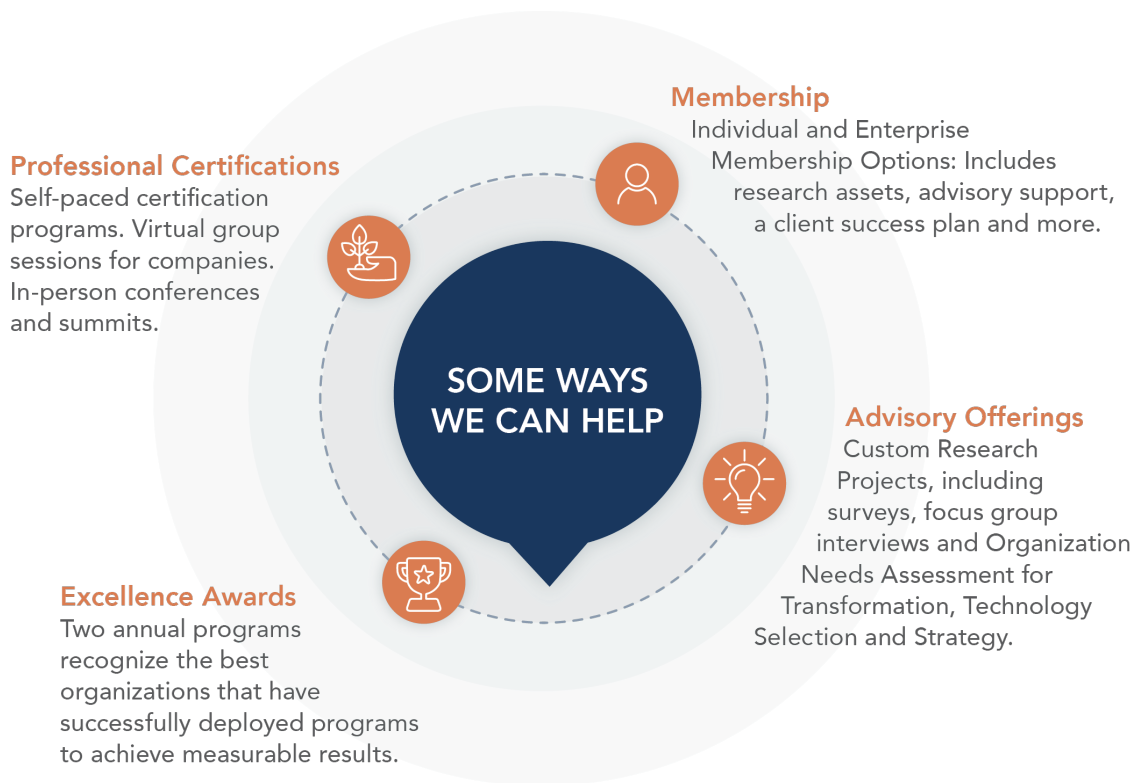 Membership
Individual and Enterprise
Membership Options: Includes
research assets, advisory support,
a client success plan and more.
Professional Certifications
Self-paced certification
programs. Virtual group
sessions for companies.
In-person conferences
and summits.
SOME WAYS
WE CAN HELP
Advisory Offerings
Custom Research
Projects, including
surveys, focus group
interviews and Organization
Needs Assessment for
Transformation, Technology
Selection and Strategy.
Excellence Awards
Two annual programs
recognize the best
organizations that have
successfully deployed programs
to achieve measurable results.